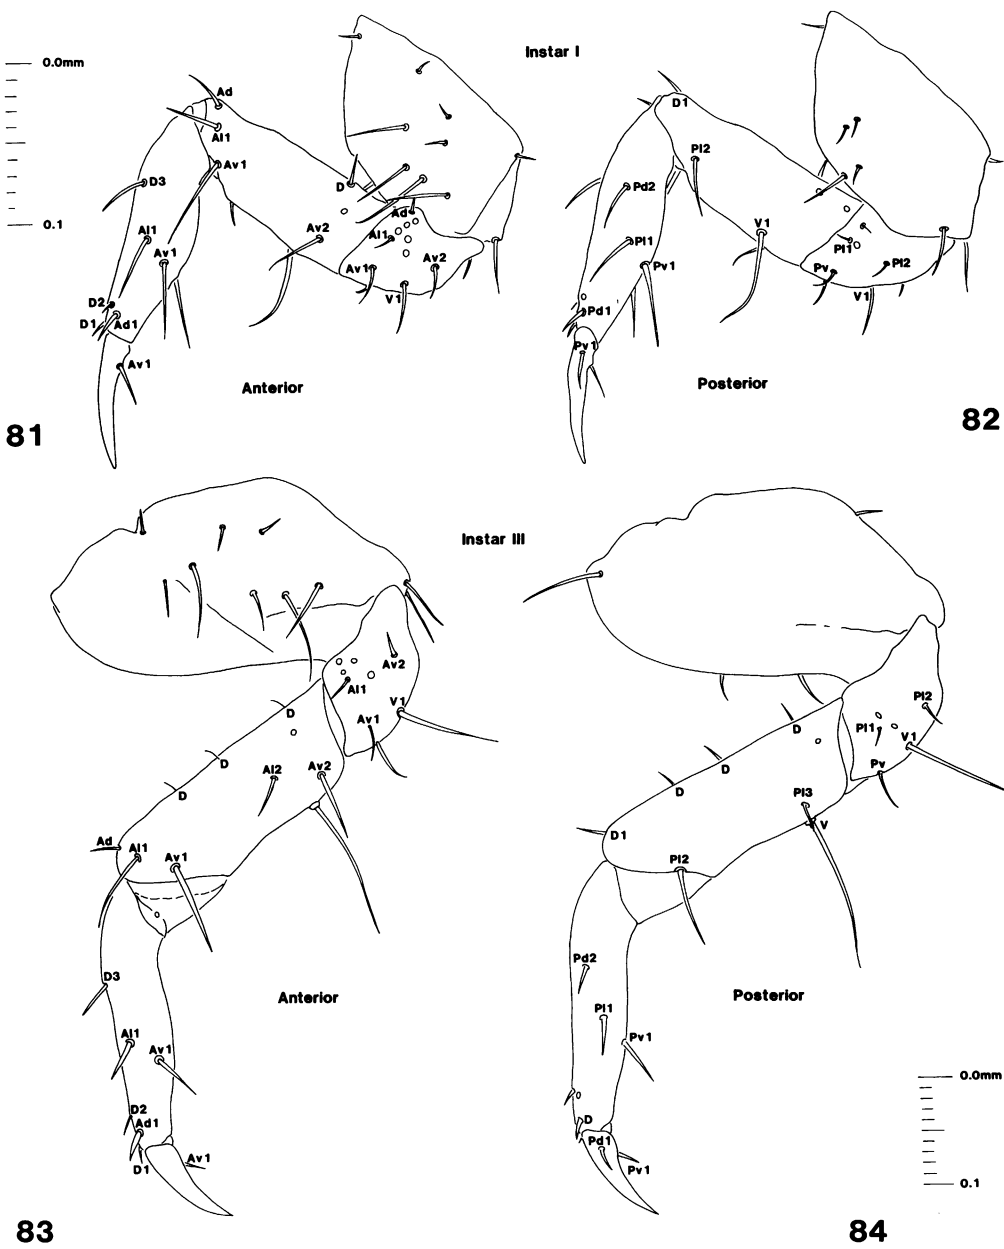 Instar I
0.0mm
0.1
Ad
Al1
Av1
D
D3
Ad
Al1
Av2
Av1
Av2
V1
Al1
Av1
D2
D1 Ad1
Av1
Anterior
81
D1
Pl2
Pd2
V1
Pl1
Pv1
Pl1
Pv
Pl2
V1
Pd1
Pv1
Posterior
82
Instar III
Av2
Al1
V1
Av1
D
D
Al2
Av2
D
Ad
Al1
Av1
D3
Al1
Av1
D2
Ad1
D1
Av1
Anterior
83
Pl2
Pl1
V1
Pv
D
D
D
Pl3
V
D1
Pl2
Pd2
Pl1
Pv1
D
Pd1
Pv1
Posterior
0.0mm
0.1
84